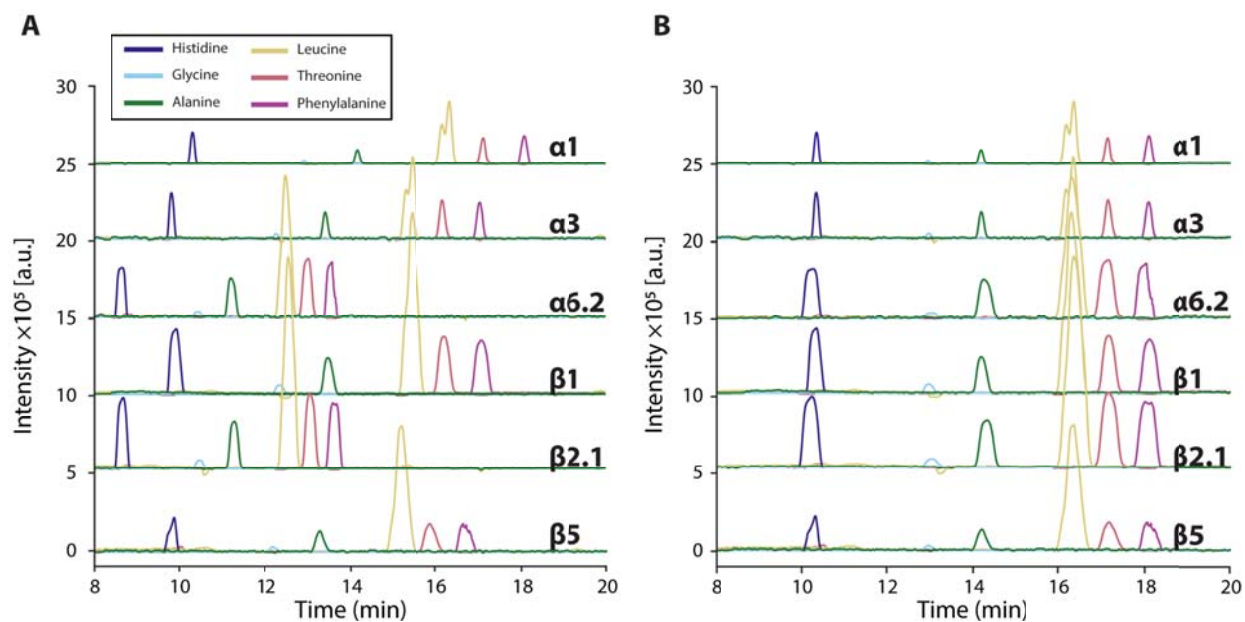 A
B
Histidine
Leucine
Glycine
Threonine
Alanine
Phenylalanine
30
25
20
15
10
5
0
Intensity ×10⁵ [a.u.]
α1
α3
α6.2
β1
β2.1
β5
8
10
12
14
16
18
20
Time (min)
30
25
20
15
10
5
0
Intensity ×10⁵ [a.u.]
α1
α3
α6.2
β1
β2.1
β5
8
10
12
14
16
18
20
Time (min)